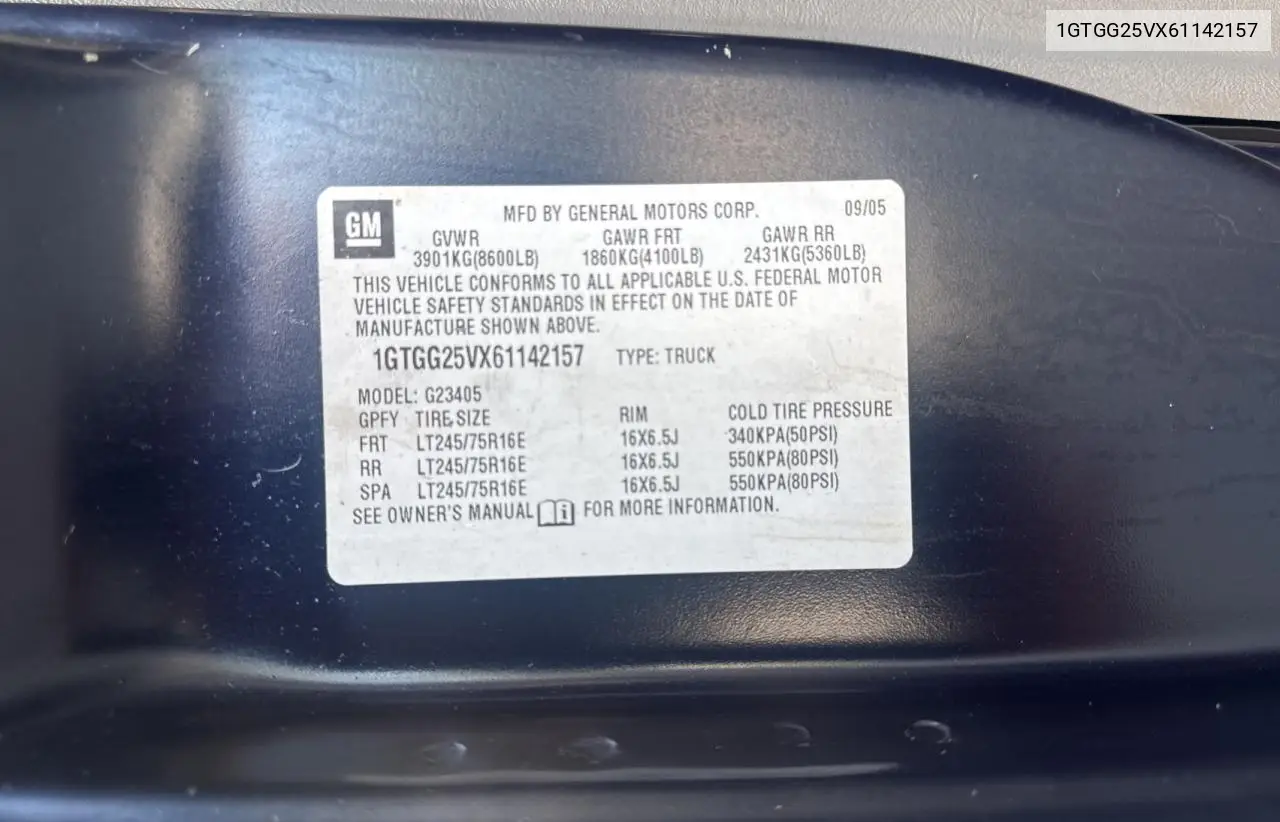 1GTGG25VX61142157
GM
MFD BY GENERAL MOTORS CORP. 09/05
GVWR GAWR FRT GAWR RR
3901KG(8600LB) 1860KG(4100LB) 2431KG(5360LB)
THIS VEHICLE CONFORMS TO ALL APPLICABLE U.S. FEDERAL MOTOR
VEHICLE SAFETY STANDARDS IN EFFECT ON THE DATE OF
MANUFACTURE SHOWN ABOVE.
1GTGG25VX61142157 TYPE: TRUCK
MODEL: G23405
GPFY TIRE SIZE RIM COLD TIRE PRESSURE
FRT LT245/75R16E 16X6.5J 340KPA(50PSI)
RR LT245/75R16E 16X6.5J 550KPA(80PSI)
SPA LT245/75R16E 16X6.5J 550KPA(80PSI)
SEE OWNER'S MANUAL i FOR MORE INFORMATION.